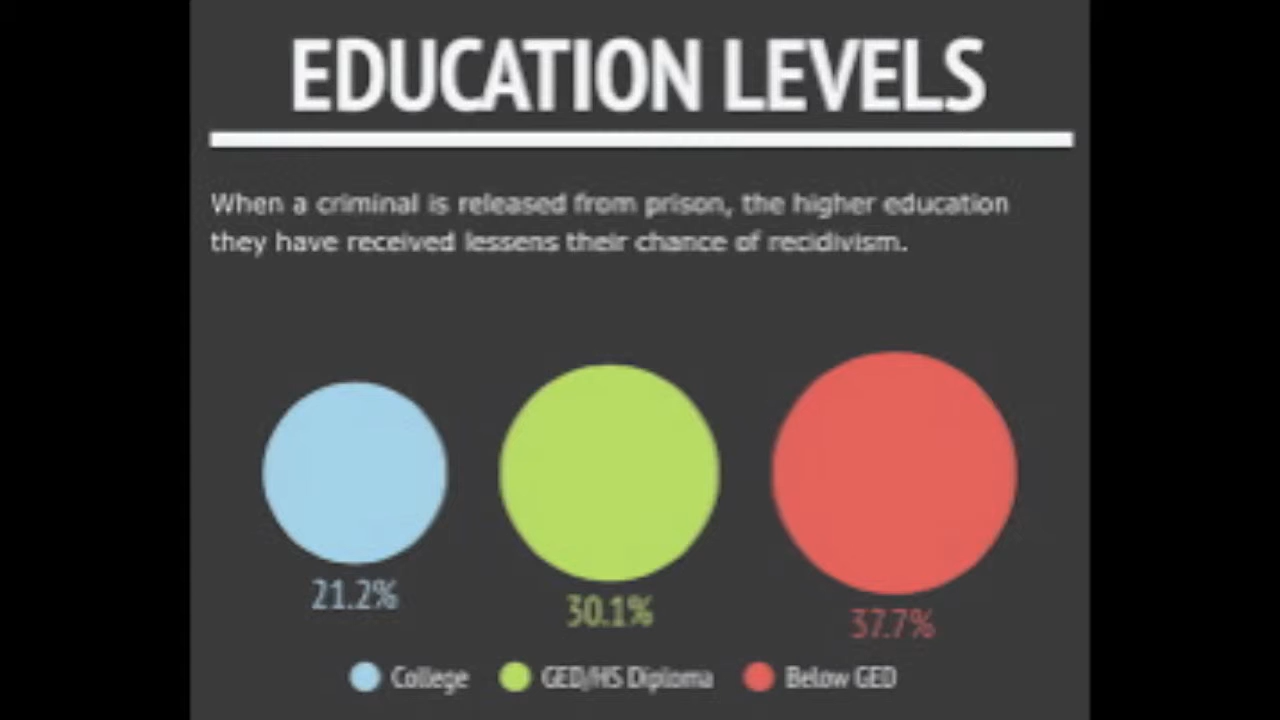 EDUCATION LEVELS
When a criminal is released from prison, the higher education
they have received lessens their chance of recidivism.
21.2%
30.1%
37.7%
College
GED/HS Diploma
Below GED